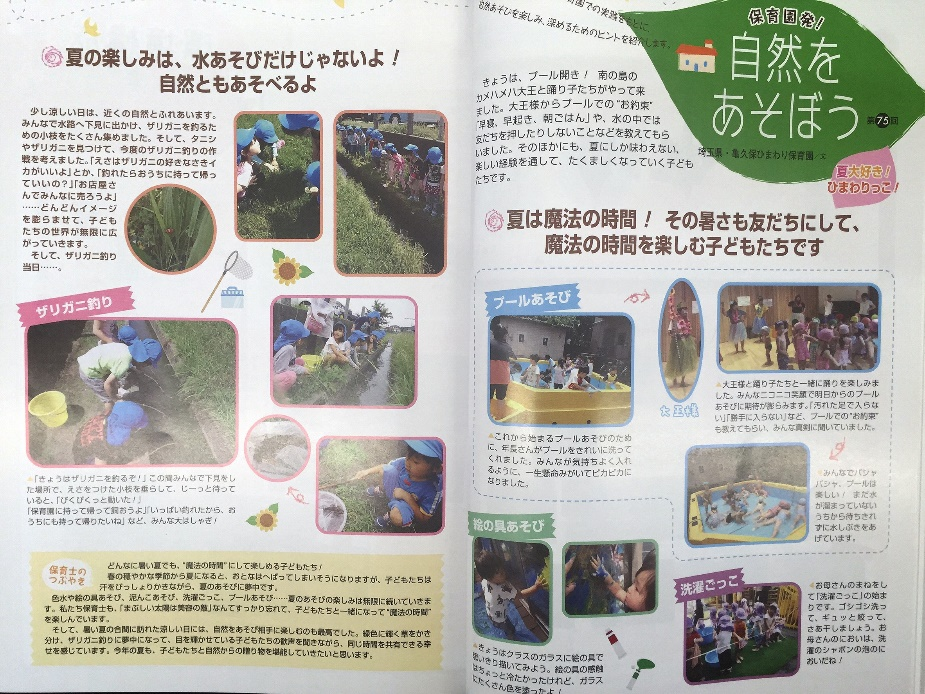 保育園発!
自然を
あそぼう
第75回
埼玉県・亀久保ひまわり保育園/文
夏大好き!
ひまわりっこ!
自然あそびを楽しみ、深めるためのヒントを紹介します。
きょうは、プール開き! 南の島の
カメハメハ大王と踊り子たちがやって来
ました。大王様からプールでの“お約束”
「早寝、早起き、朝ごはん」や、水の中では
友だちを押したりしないことなどを教えてもら
いました。そのほかにも、夏にしか味わえない、
楽しい経験を通して、たくましくなっていく子ども
たちです。
夏は魔法の時間! その暑さも友だちにして、
魔法の時間を楽しむ子どもたちです
プールあそび
大王様
▲これから始まるプールあそびのため
に、年長さんがプールをきれいに洗って
くれました。みんなが気持ちよく入れ
るように、一生懸命みがいてピカピカに
なりました。
▲大王様と踊り子たちと一緒に踊りを楽しみま
した。みんなニコニコ笑顔で明日からのプール
あそびに期待が膨らみます。「汚れた足で入らな
い」「勝手に入らない」など、プールでの“お約束”
も教えてもらい、みんな真剣に聞いていました。
▲みんなでバシャ
バシャ、プールは
楽しい! まだ水
が溜まっていない
うちから待ちきれ
ずに水しぶきをあ
げています。
絵の具あそび
▲きょうはクラスのガラスに絵の具で
思いきり描いてみよう。絵の具の感触
はちょっと冷たかったけれど、ガラス
にたくさん色を塗ったよ!
洗濯ごっこ
▲お母さんのまねをし
て「洗濯ごっこ」の始
まりです。ゴシゴシ洗っ
て、ギュッと絞って、
さあ干しましょう。お
母さんのにおいは、洗
濯のシャボンの泡のに
おいだね!
夏の楽しみは、水あそびだけじゃないよ!
自然ともあそべるよ
少し涼しい日は、近くの自然とふれあいます。
みんなで水路へ下見に出かけ、ザリガニを釣るた
めの小枝をたくさん集めました。そして、タニシ
やザリガニを見つけて、今度のザリガニ釣りの作
戦を考えました。「えさはザリガニの好きなさきイ
カがいいよ」とか、「釣れたらおうちに持って帰っ
ていいの?」「お店屋さ
んでみんなに売ろうよ」
……どんどんイメージ
を膨らませて、子ども
たちの世界が無限に広
がっていきます。
そして、ザリガニ釣り
当日……。
ザリガニ釣り
▲「きょうはザリガニを釣るぞ!」この間みんなで下見をし
た場所で、えさをつけた小枝を垂らして、じーっと待って
いると、「ぴくぴくっと動いた!」
「保育園に持って帰って飼おうよ」「いっぱい釣れたから、お
うちにも持って帰りたいね」など、みんな大はしゃぎ!
保育士の
つぶやき
どんなに暑い夏でも、“魔法の時間”にして楽しめる子どもたち!
春の穏やかな季節から夏になると、おとなはへばってしまいそうになりますが、子どもたちは
汗をびっしょりかきながら、夏のあそびに夢中です。
色水や絵の具あそび、泥んこあそび、洗濯ごっこ、プールあそび……夏のあそびの楽しみは無限に続いていきま
す。私たち保育士も、「まぶしい太陽は美容の敵」なんてすっかり忘れて、子どもたちと一緒になって“魔法の時間”
を楽しんでいます。
そして、暑い夏の合間に訪れた涼しい日には、自然をあそび相手に楽しむのも最高でした。緑色に輝く草をかき
分け、ザリガニ釣りに夢中になって、目を輝かせている子どもたちの歓声を聞きながら、同じ時間を共有できる幸
せを感じています。今年の夏も、子どもたちと自然からの贈り物を堪能していきたいと思います。